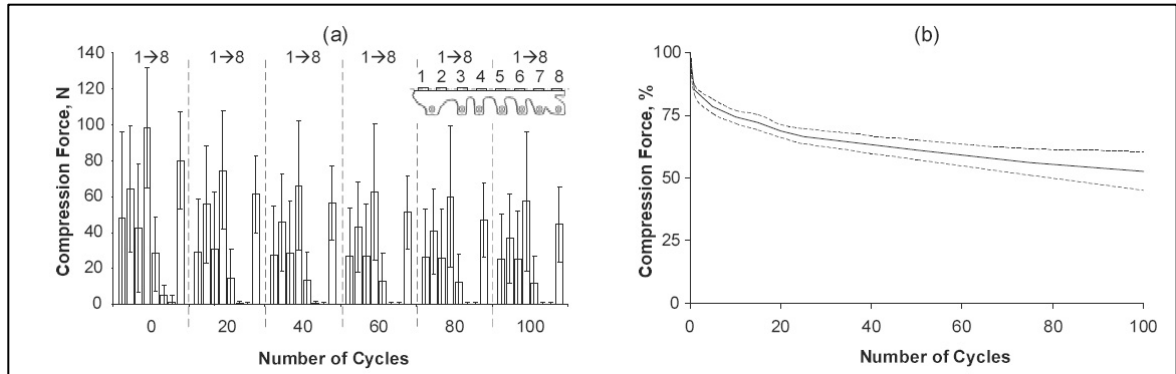 (a)
1→8 1→8 1→8 1→8 1→8 1→8
1 2 3 4 5 6 7 8
140
120
100
80
60
40
20
0
Compression Force, N
0 20 40 60 80 100
Number of Cycles
(b)
100
75
50
25
0
Compression Force, %
0 20 40 60 80 100
Number of Cycles